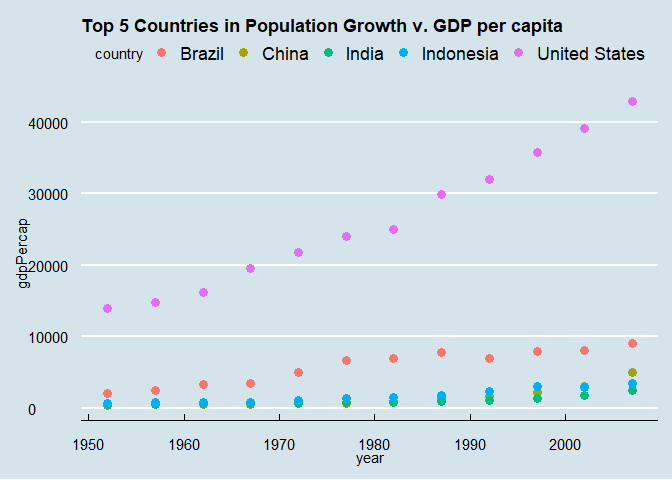 Top 5 Countries in Population Growth v. GDP per capita
country Brazil China India Indonesia United States
40000
30000
20000
10000
0
gdpPercap
1950 1960 1970 1980 1990 2000
year